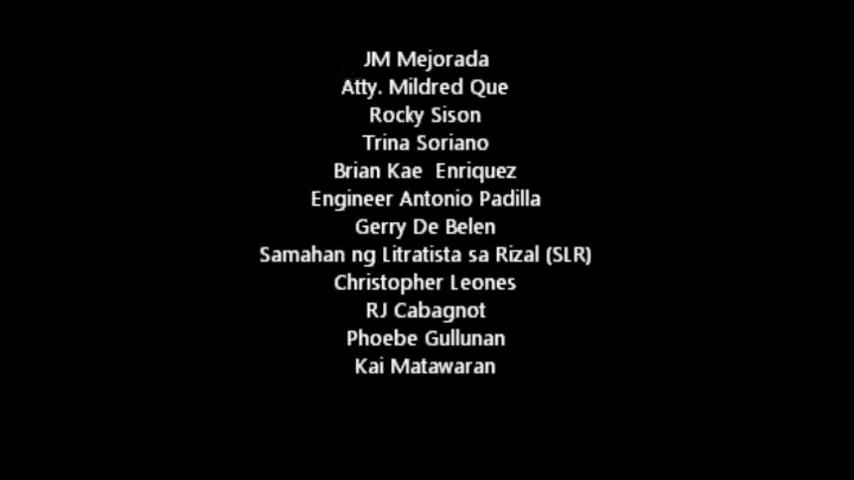 JM Mejorada
Atty. Mildred Que
Rocky Sison
Trina Soriano
Brian Kae  Enriquez
Engineer Antonio Padilla
Gerry De Belen
Samahan ng Litratista sa Rizal (SLR)
Christopher Leones
RJ Cabagnot
Phoebe Gullunan
Kai Matawaran